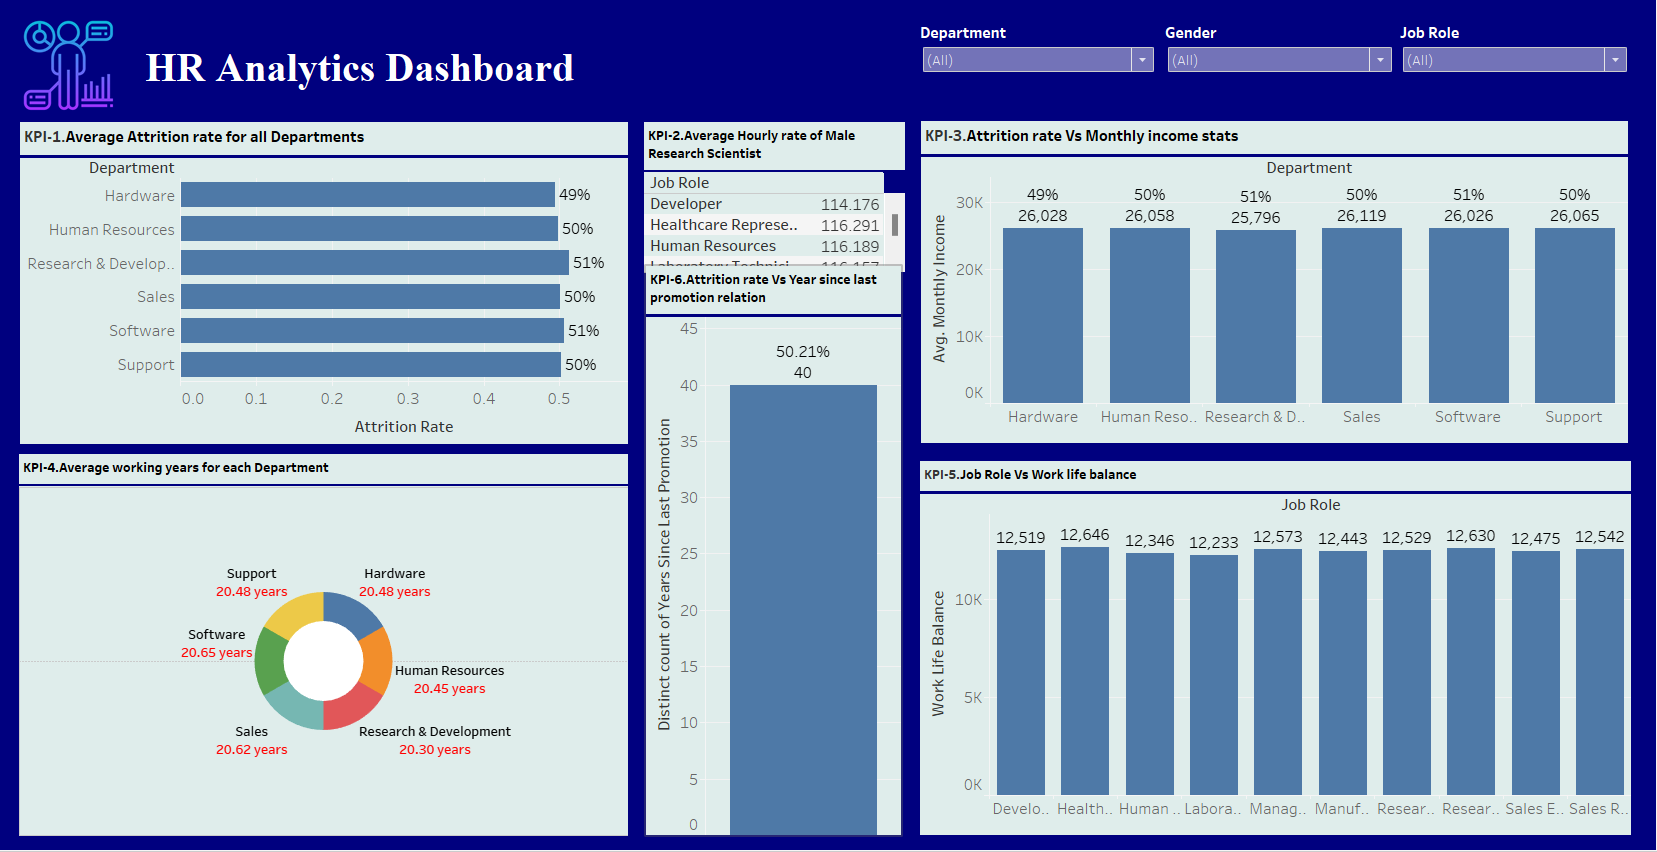 HR Analytics Dashboard
Department
Gender
Job Role
(All)
(All)
(All)
KPI-1.Average Attrition rate for all Departments
Department
Hardware 49%
Human Resources 50%
Research & Develop.. 51%
Sales 50%
Software 51%
Support 50%
0.0 0.1 0.2 0.3 0.4 0.5
Attrition Rate
KPI-2.Average Hourly rate of Male
Research Scientist
Job Role
Developer 114.176
Healthcare Represe.. 116.291
Human Resources 116.189
Laboratory Technici.. 116.157
KPI-6.Attrition rate Vs Year since last
promotion relation
50.21%
40
45
40
35
30
25
20
15
10
5
0
Distinct count of Years Since Last Promotion
KPI-3.Attrition rate Vs Monthly income stats
Department
49% 50% 51% 50% 51% 50%
26,028 26,058 25,796 26,119 26,026 26,065
30K
20K
10K
0K
Avg. Monthly Income
Hardware Human Reso.. Research & D.. Sales Software Support
KPI-4.Average working years for each Department
Support
20.48 years
Hardware
20.48 years
Software
20.65 years
Human Resources
20.45 years
Sales
20.62 years
Research & Development
20.30 years
KPI-5.Job Role Vs Work life balance
Job Role
12,519 12,646 12,346 12,233 12,573 12,443 12,529 12,630 12,475 12,542
10K
5K
0K
Work Life Balance
Develo.. Health.. Human .. Labora.. Manag.. Manuf.. Resear.. Resear.. Sales E.. Sales R..